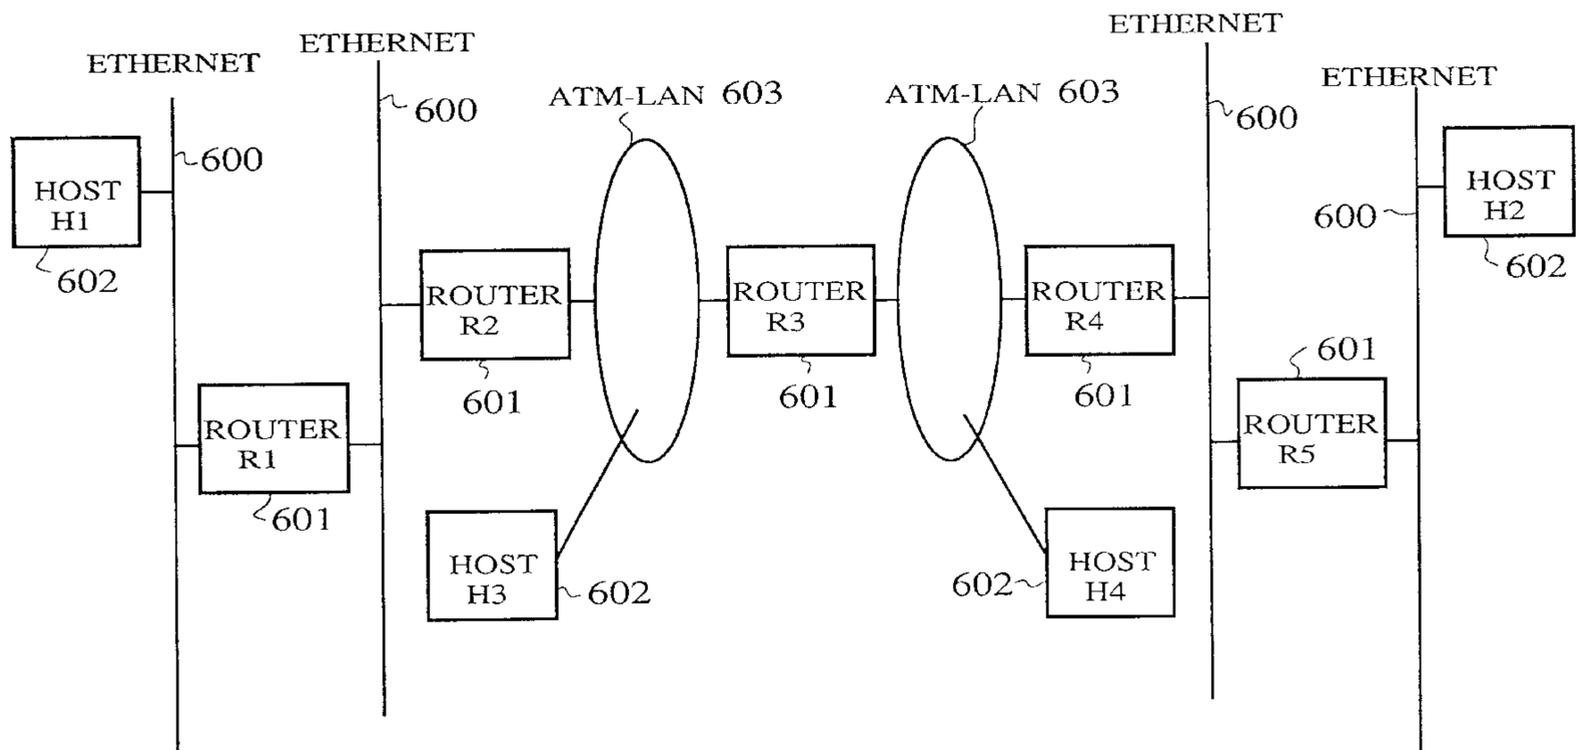 ETHERNET
600
HOST
H1
602
ROUTER
R1
601
ETHERNET
600
ROUTER
R2
601
ATM-LAN 603
HOST
H3
602
ROUTER
R3
601
ATM-LAN 603
ROUTER
R4
601
HOST
H4
602
ETHERNET
600
ROUTER
R5
601
ETHERNET
600
HOST
H2
602